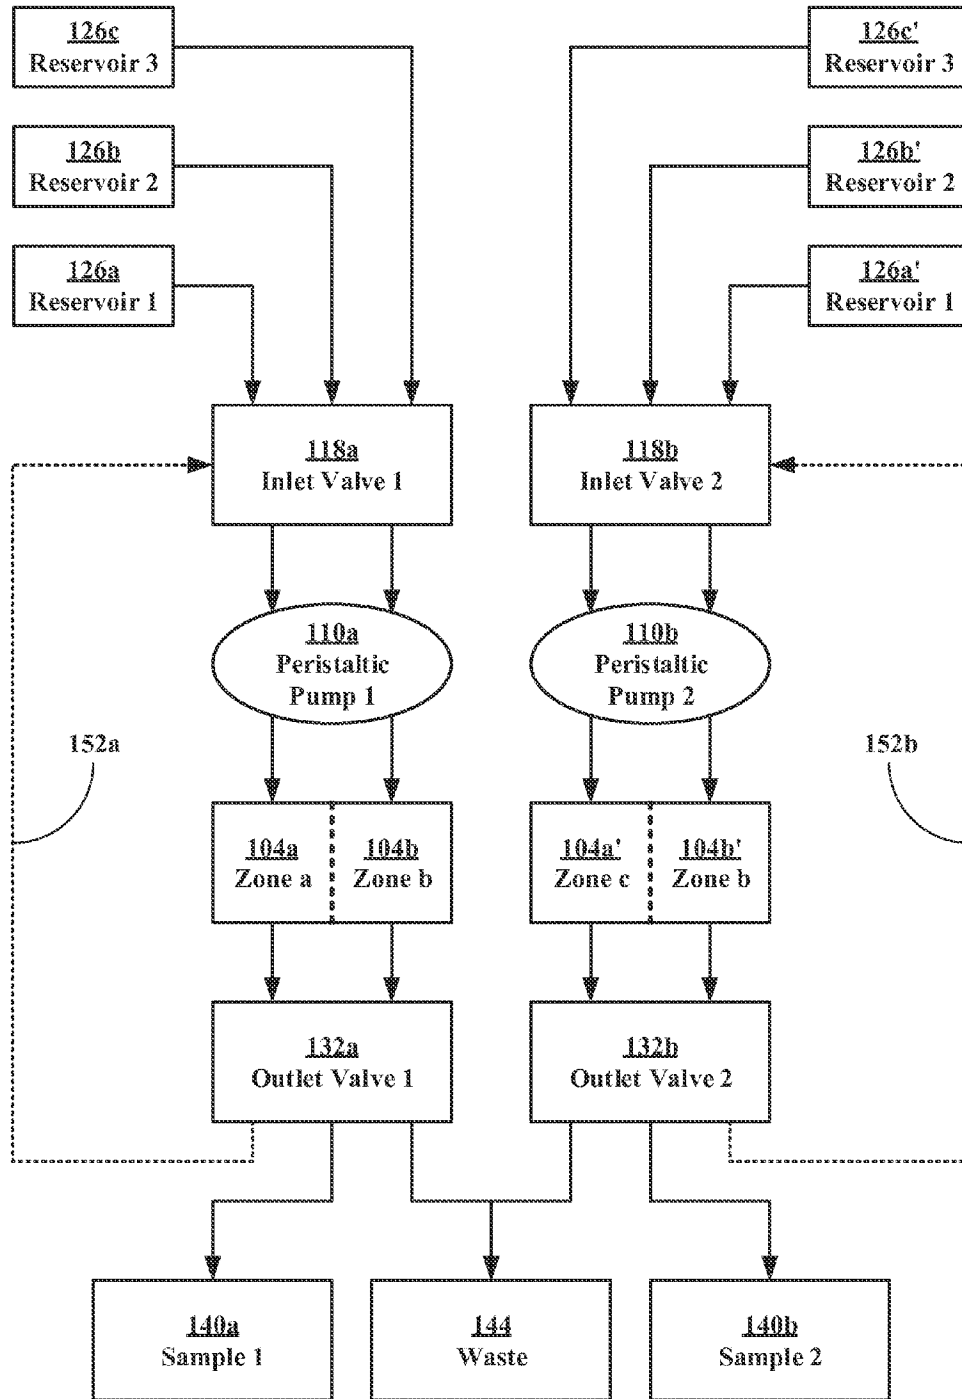 126c
Reservoir 3
126c'
Reservoir 3
126b
Reservoir 2
126b'
Reservoir 2
126a
Reservoir 1
126a'
Reservoir 1
118a
Inlet Valve 1
118b
Inlet Valve 2
110a
Peristaltic
Pump 1
110b
Peristaltic
Pump 2
152a
152b
104a
Zone a
104b
Zone b
104a'
Zone c
104b'
Zone b
132a
Outlet Valve 1
132b
Outlet Valve 2
140a
Sample 1
144
Waste
140b
Sample 2